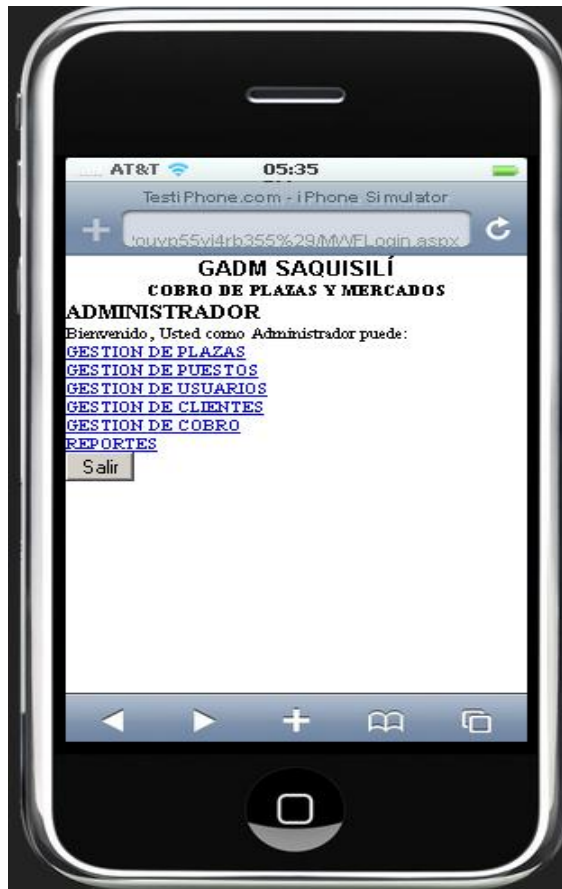 AT&T 05:35
TestiPhone.com - iPhone Simulator
GADM SAQUISILÍ
COBRO DE PLAZAS Y MERCADOS
ADMINISTRADOR
Bienvenido, Usted como Administrador puede:
GESTION DE PLAZAS
GESTION DE PUESTOS
GESTION DE USUARIOS
GESTION DE CLIENTES
GESTION DE COBRO
REPORTES
Salir